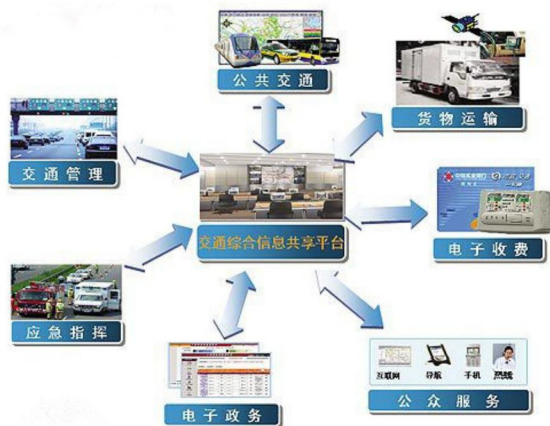 公共交通
货物运输
交通管理
交通综合信息共享平台
电子收费
应急指挥
互联网
导航
手机
热线
电子政务
公众服务